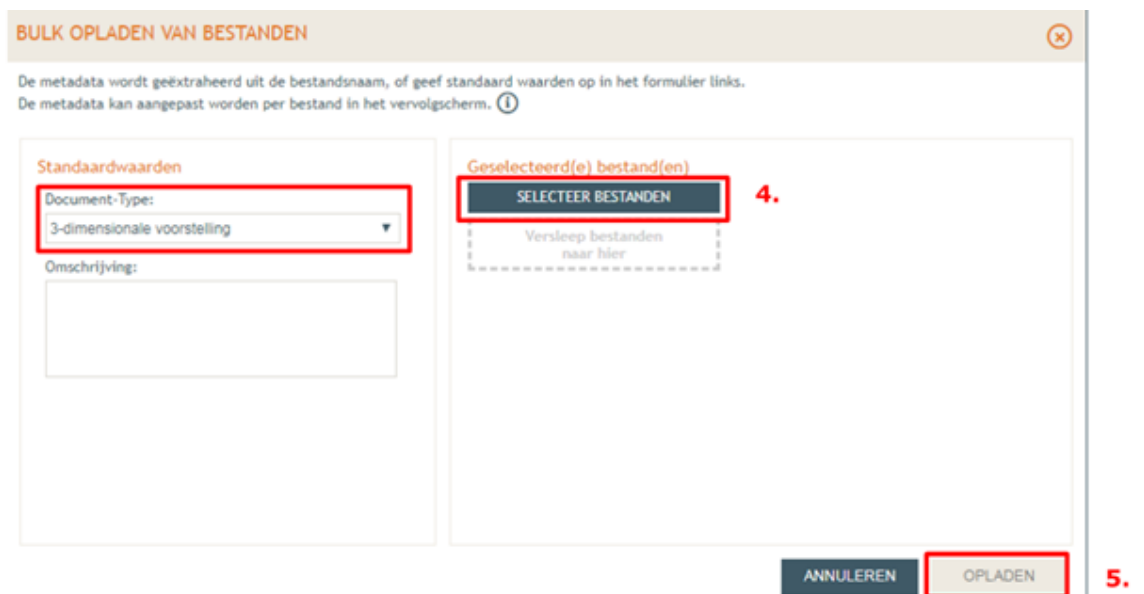 BULK OPLADEN VAN BESTANDEN
De metadata wordt geëxtraheerd uit de bestandsnaam, of geef standaard waarden op in het formulier links.
De metadata kan aangepast worden per bestand in het vervolgscherm.
Standaardwaarden
Document-Type:
3-dimensionale voorstelling
Omschrijving:
Geselecteerd(e) bestand(en)
SELECTEER BESTANDEN
4.
Versleep bestanden
naar hier
ANNULEREN
OPLADEN
5.